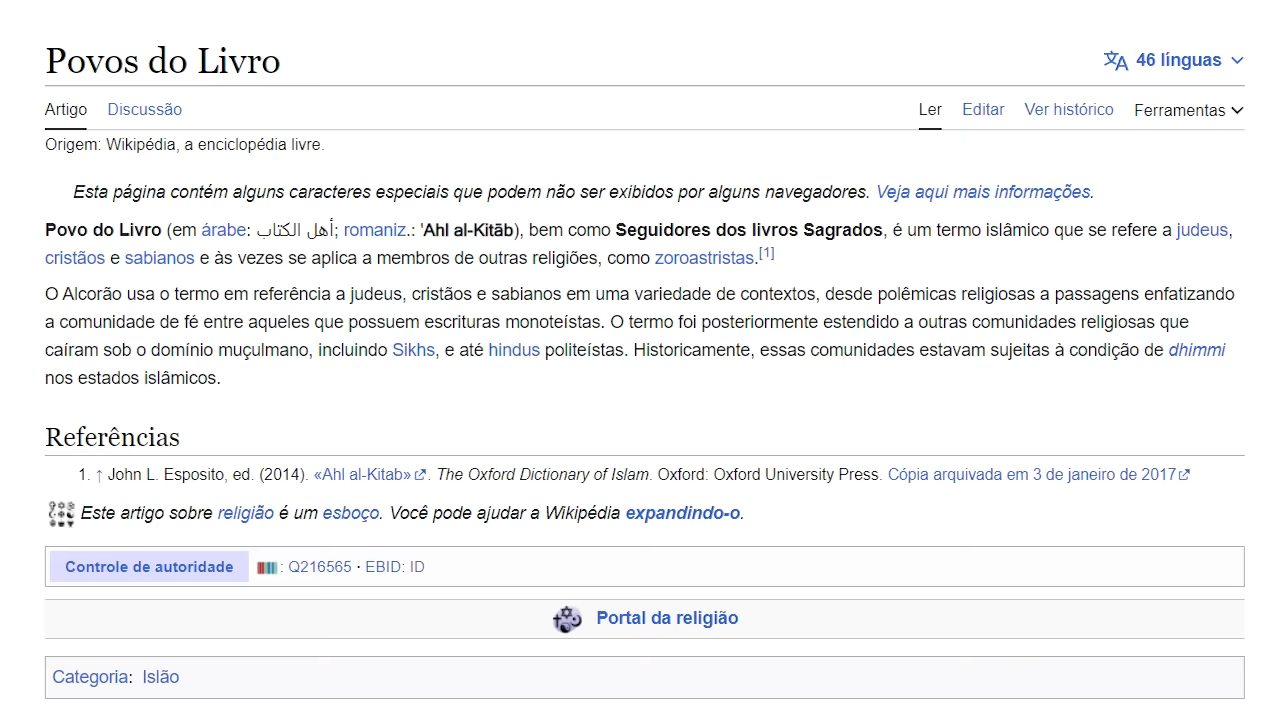 Povos do Livro
46 línguas
Artigo Discussão Ler Editar Ver histórico Ferramentas
Origem: Wikipédia, a enciclopédia livre.
Esta página contém alguns caracteres especiais que podem não ser exibidos por alguns navegadores. Veja aqui mais informações.
Povo do Livro (em árabe: أهل الكتاب; romaniz.: 'Ahl al-Kitāb), bem como Seguidores dos livros Sagrados, é um termo islâmico que se refere a judeus,
cristãos e sabianos e às vezes se aplica a membros de outras religiões, como zoroastristas.[1]
O Alcorão usa o termo em referência a judeus, cristãos e sabianos em uma variedade de contextos, desde polêmicas religiosas a passagens enfatizando
a comunidade de fé entre aqueles que possuem escrituras monoteístas. O termo foi posteriormente estendido a outras comunidades religiosas que
caíram sob o domínio muçulmano, incluindo Sikhs, e até hindus politeístas. Historicamente, essas comunidades estavam sujeitas à condição de dhimmi
nos estados islâmicos.
Referências
1. ↑ John L. Esposito, ed. (2014). «Ahl al-Kitab». The Oxford Dictionary of Islam. Oxford: Oxford University Press. Cópia arquivada em 3 de janeiro de 2017
Este artigo sobre religião é um esboço. Você pode ajudar a Wikipédia expandindo-o.
Controle de autoridade : Q216565 · EBID: ID
Portal da religião
Categoria: Islão